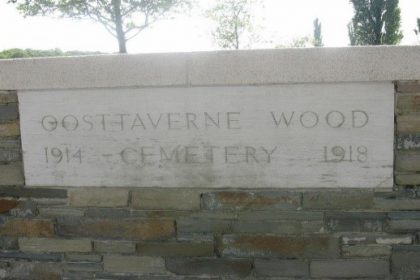 OOSTTAVERNE WOOD
1914 - CEMETERY 1918